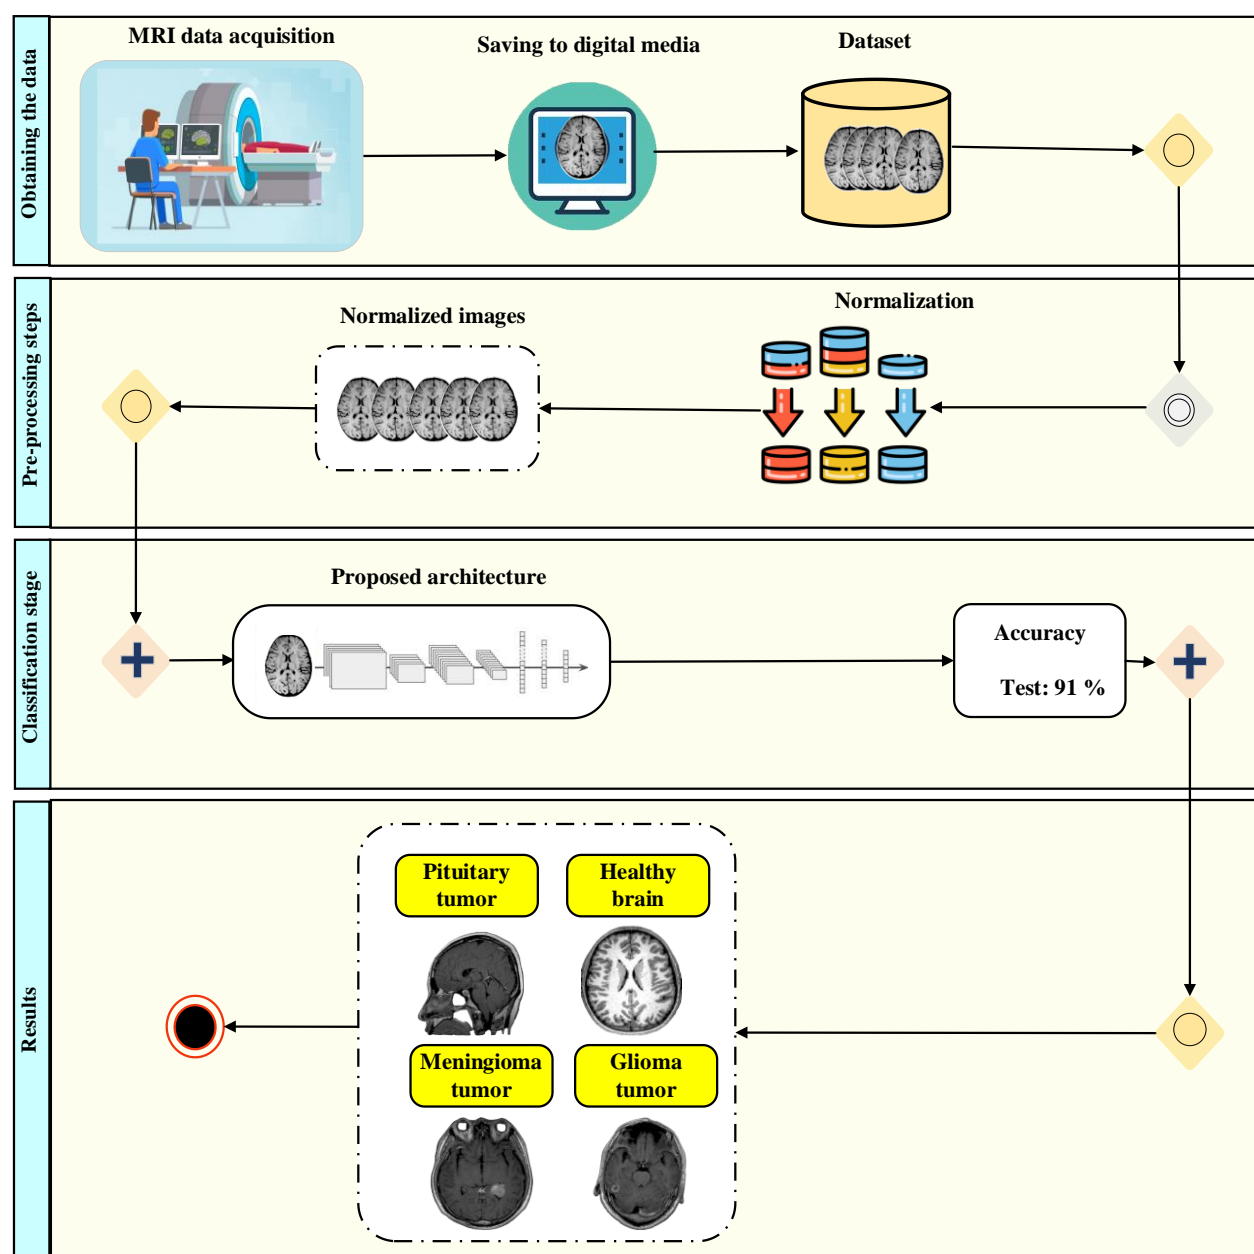 Obtaining the data
MRI data acquisition
Saving to digital media
Dataset
Pre-processing steps
Normalized images
Normalization
Classification stage
Proposed architecture
Accuracy
Test: 91 %
Results
Pituitary
tumor
Healthy
brain
Meningioma
tumor
Glioma
tumor